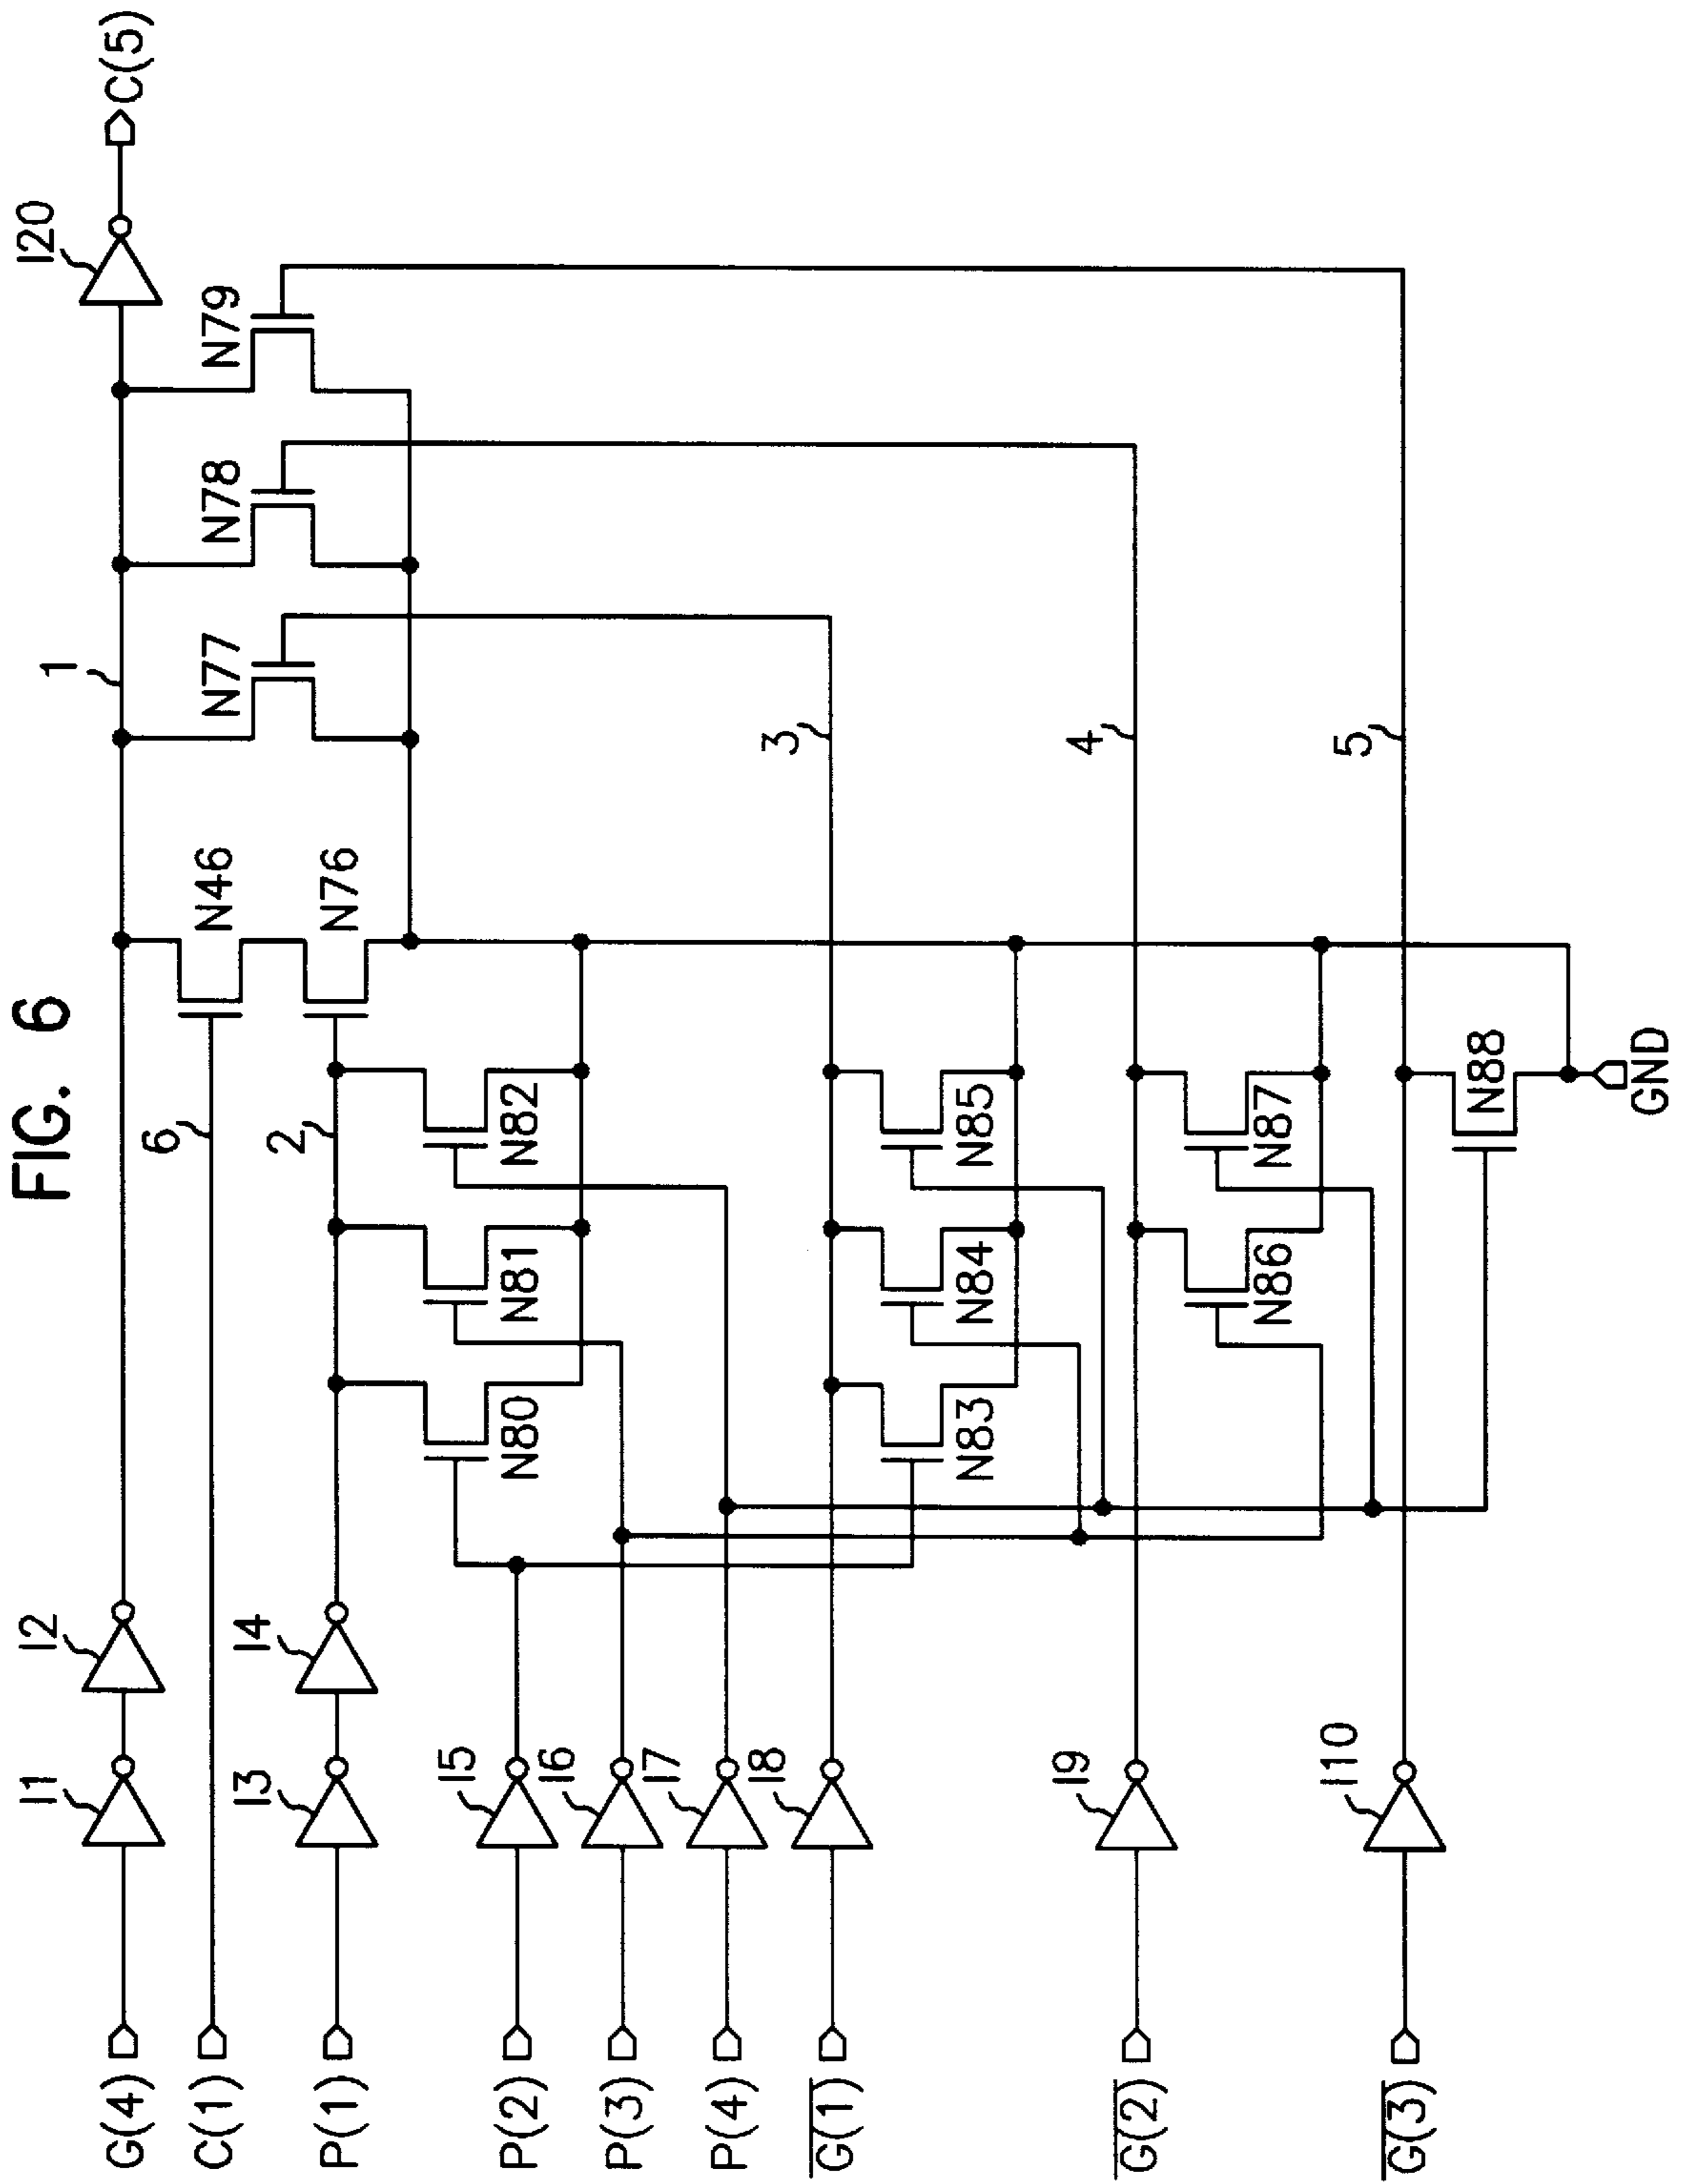 FIG. 6
G(4)
I1
I2
1
I20
C(5)
C(1)
6
N46
N77
N78
N79
P(1)
I3
I4
2
N76
P(2)
I5
N80
N81
N82
P(3)
I6
P(4)
I7
G̅(̅1̅)̅
I8
3
N83
N84
N85
G̅(̅2̅)̅
I9
4
N86
N87
G̅(̅3̅)̅
I10
5
N88
GND